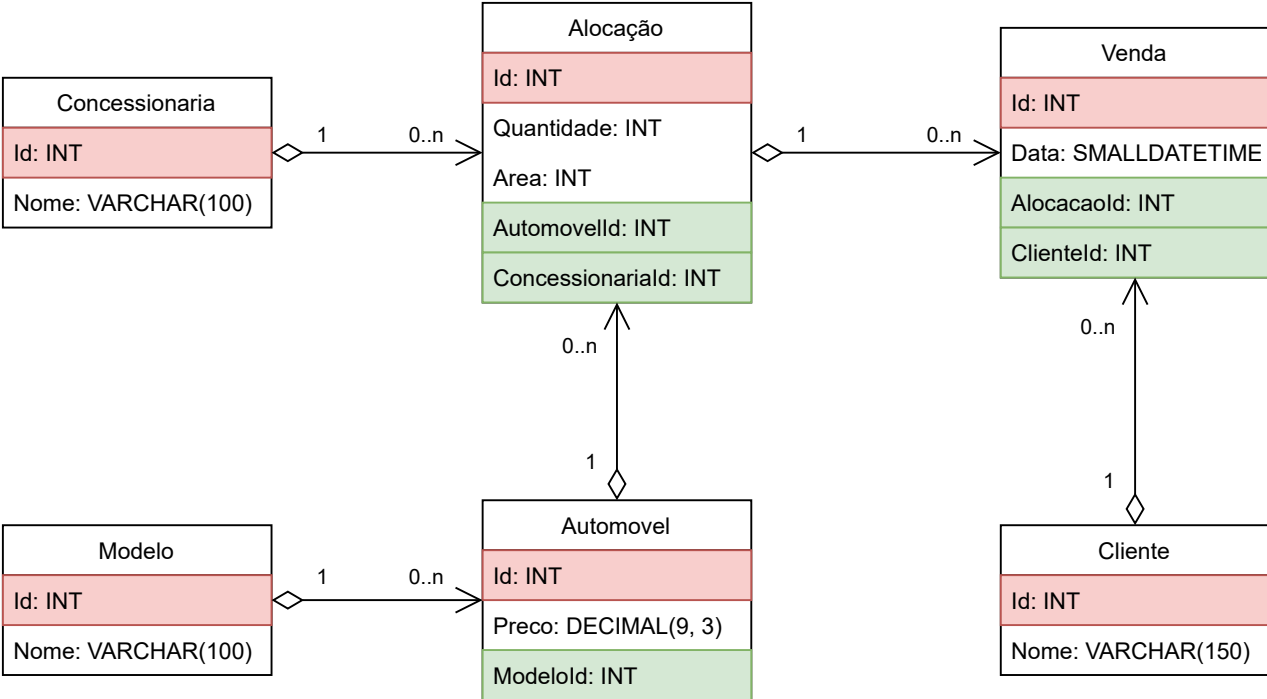 Concessionaria
Id: INT
Nome: VARCHAR(100)
1
0..n
Alocação
Id: INT
Quantidade: INT
Area: INT
AutomovelId: INT
ConcessionariaId: INT
1
0..n
Venda
Id: INT
Data: SMALLDATETIME
AlocacaoId: INT
ClienteId: INT
0..n
1
0..n
1
Modelo
Id: INT
Nome: VARCHAR(100)
1
0..n
Automovel
Id: INT
Preco: DECIMAL(9, 3)
ModeloId: INT
Cliente
Id: INT
Nome: VARCHAR(150)